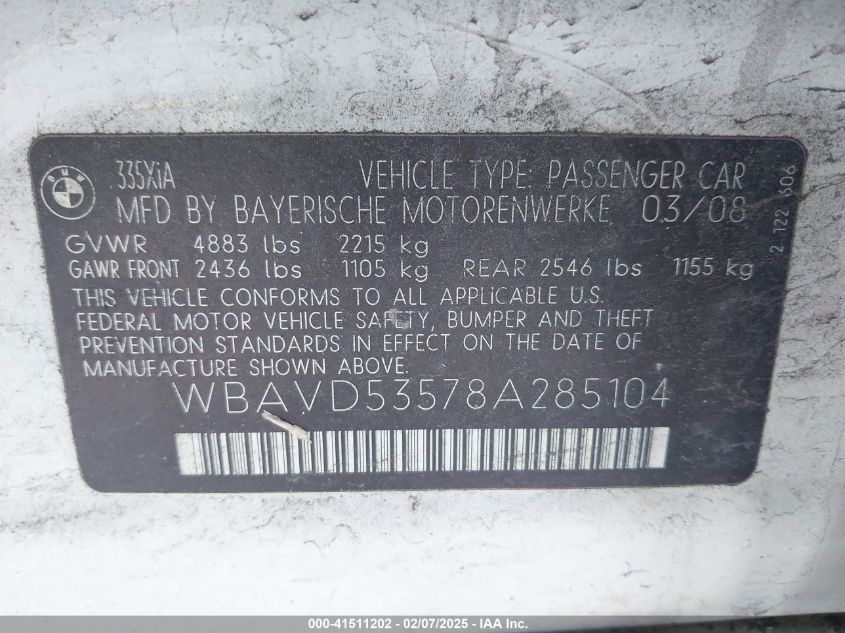 BMW
335XiA VEHICLE TYPE: PASSENGER CAR
MFD BY BAYERISCHE MOTORENWERKE 03/08
GVWR 4883 lbs 2215 kg
GAWR FRONT 2436 lbs 1105 kg REAR 2546 lbs 1155 kg
THIS VEHICLE CONFORMS TO ALL APPLICABLE U.S.
FEDERAL MOTOR VEHICLE SAFETY, BUMPER AND THEFT
PREVENTION STANDARDS IN EFFECT ON THE DATE OF
MANUFACTURE SHOWN ABOVE.
WBAVD53578A285104
2 122 506
000-41511202 - 02/07/2025 - IAA Inc.